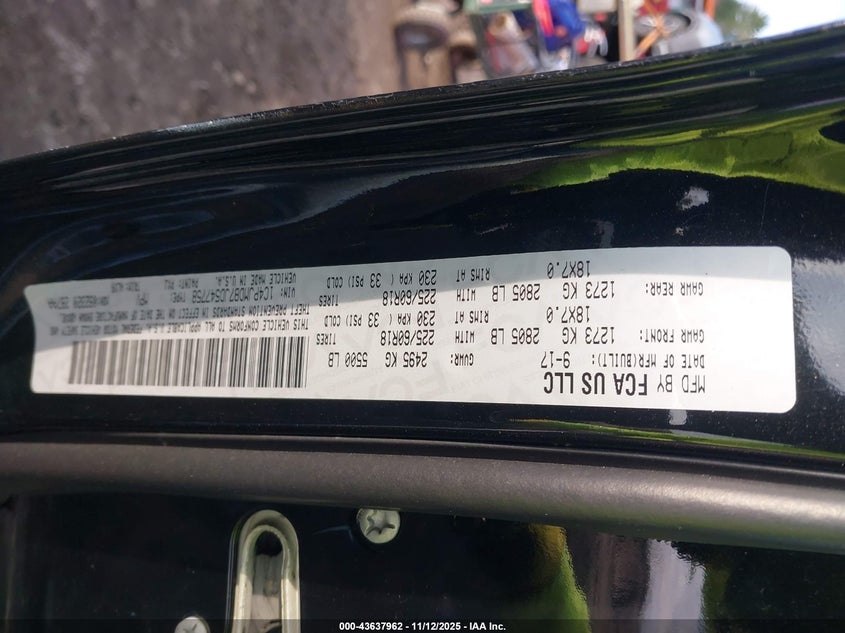 MFD BY FCA US LLC
DATE OF MFR(BUILT): 9-17 GVWR: 2495 KG 5500 LB
GAWR FRONT: 1273 KG 2805 LB WITH 225/60R18 TIRES
18X7.0 RIMS AT 230 KPA ( 33 PSI) COLD
GAWR REAR: 1273 KG 2805 LB WITH 225/60R18 TIRES
18X7.0 RIMS AT 230 KPA ( 33 PSI) COLD
THIS VEHICLE CONFORMS TO ALL APPLICABLE U.S.A. FEDERAL MOTOR VEHICLE SAFETY AND
THEFT PREVENTION STANDARDS IN EFFECT ON THE DATE OF MANUFACTURE SHOWN ABOVE.
VIN: TYPE: MPV
VEHICLE MADE IN U.S.A. PAINT:
000-43637962 - 11/12/2025 - IAA Inc.